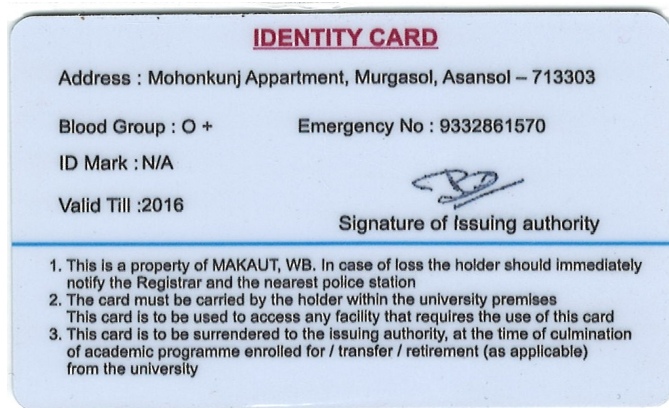 IDENTITY CARD
Address : Mohonkunj Appartment, Murgasol, Asansol – 713303
Blood Group : O + Emergency No : 9332861570
ID Mark : N/A
Valid Till :2016
Signature of Issuing authority
1. This is a property of MAKAUT, WB. In case of loss the holder should immediately
notify the Registrar and the nearest police station
2. The card must be carried by the holder within the university premises
This card is to be used to access any facility that requires the use of this card
3. This card is to be surrendered to the issuing authority, at the time of culmination
of academic programme enrolled for / transfer / retirement (as applicable)
from the university